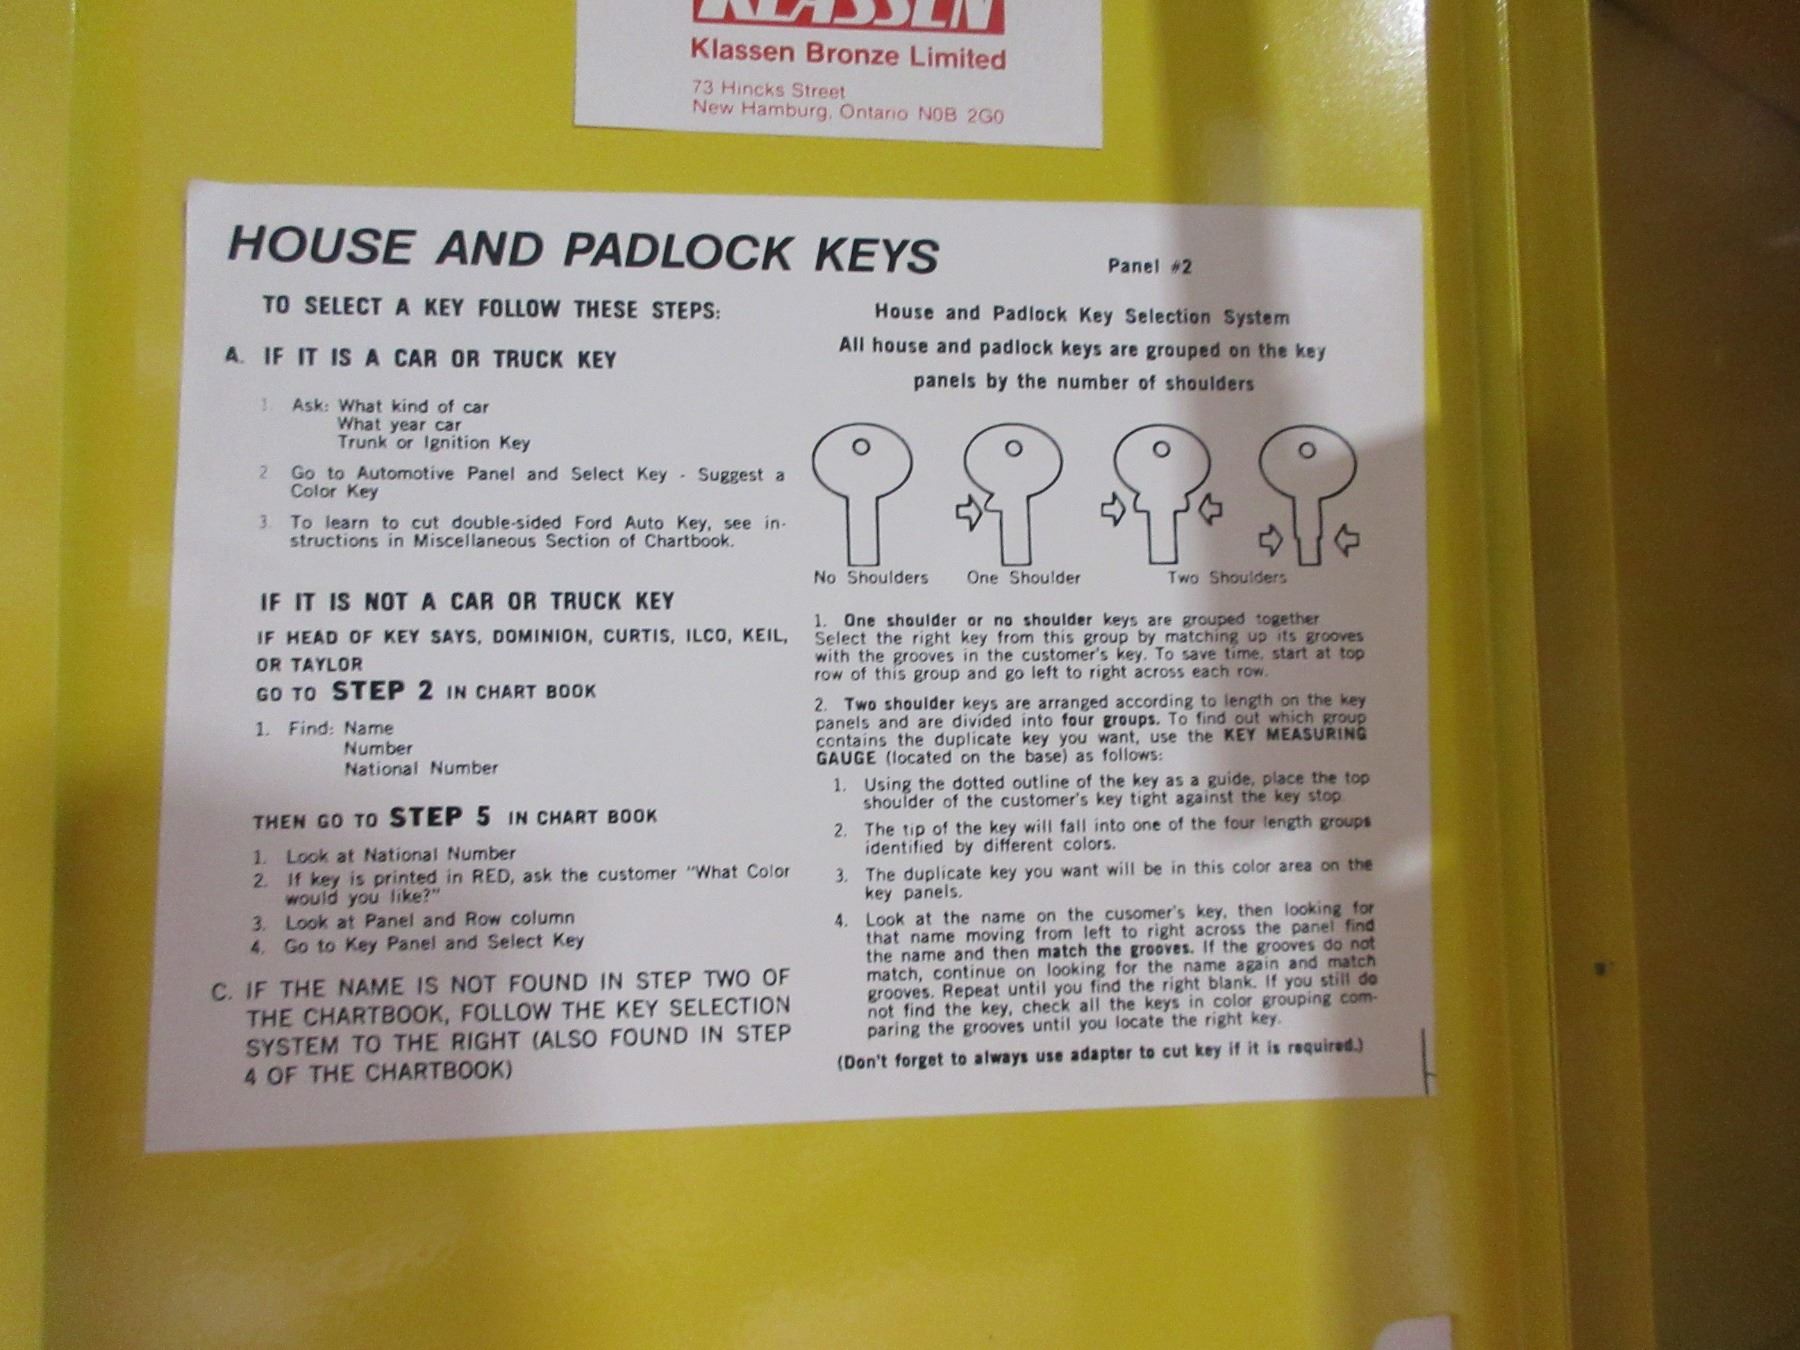 KLASSEN
Klassen Bronze Limited
73 Hincks Street
New Hamburg, Ontario N0B 2G0
HOUSE AND PADLOCK KEYS
Panel #2
TO SELECT A KEY FOLLOW THESE STEPS:
A. IF IT IS A CAR OR TRUCK KEY
1. Ask: What kind of car
What year car
Trunk or Ignition Key
2 Go to Automotive Panel and Select Key - Suggest a
Color Key
3. To learn to cut double-sided Ford Auto Key, see in-
structions in Miscellaneous Section of Chartbook.
IF IT IS NOT A CAR OR TRUCK KEY
IF HEAD OF KEY SAYS, DOMINION, CURTIS, ILCO, KEIL,
OR TAYLOR
GO TO STEP 2 IN CHART BOOK
1. Find: Name
Number
National Number
THEN GO TO STEP 5 IN CHART BOOK
1. Look at National Number
2. If key is printed in RED, ask the customer "What Color
would you like?"
3. Look at Panel and Row column
4. Go to Key Panel and Select Key
C. IF THE NAME IS NOT FOUND IN STEP TWO OF
THE CHARTBOOK, FOLLOW THE KEY SELECTION
SYSTEM TO THE RIGHT (ALSO FOUND IN STEP
4 OF THE CHARTBOOK)
House and Padlock Key Selection System
All house and padlock keys are grouped on the key
panels by the number of shoulders
No Shoulders One Shoulder Two Shoulders
1. One shoulder or no shoulder keys are grouped together
Select the right key from this group by matching up its grooves
with the grooves in the customer's key. To save time, start at top
row of this group and go left to right across each row.
2. Two shoulder keys are arranged according to length on the key
panels and are divided into four groups. To find out which group
contains the duplicate key you want, use the KEY MEASURING
GAUGE (located on the base) as follows:
1. Using the dotted outline of the key as a guide, place the top
shoulder of the customer's key tight against the key stop
2. The tip of the key will fall into one of the four length groups
identified by different colors.
3. The duplicate key you want will be in this color area on the
key panels.
4. Look at the name on the cusomer's key, then looking for
that name moving from left to right across the panel find
the name and then match the grooves. If the grooves do not
match, continue on looking for the name again and match
grooves. Repeat until you find the right blank. If you still do
not find the key, check all the keys in color grouping com-
paring the grooves until you locate the right key.
(Don't forget to always use adapter to cut key if it is required.)